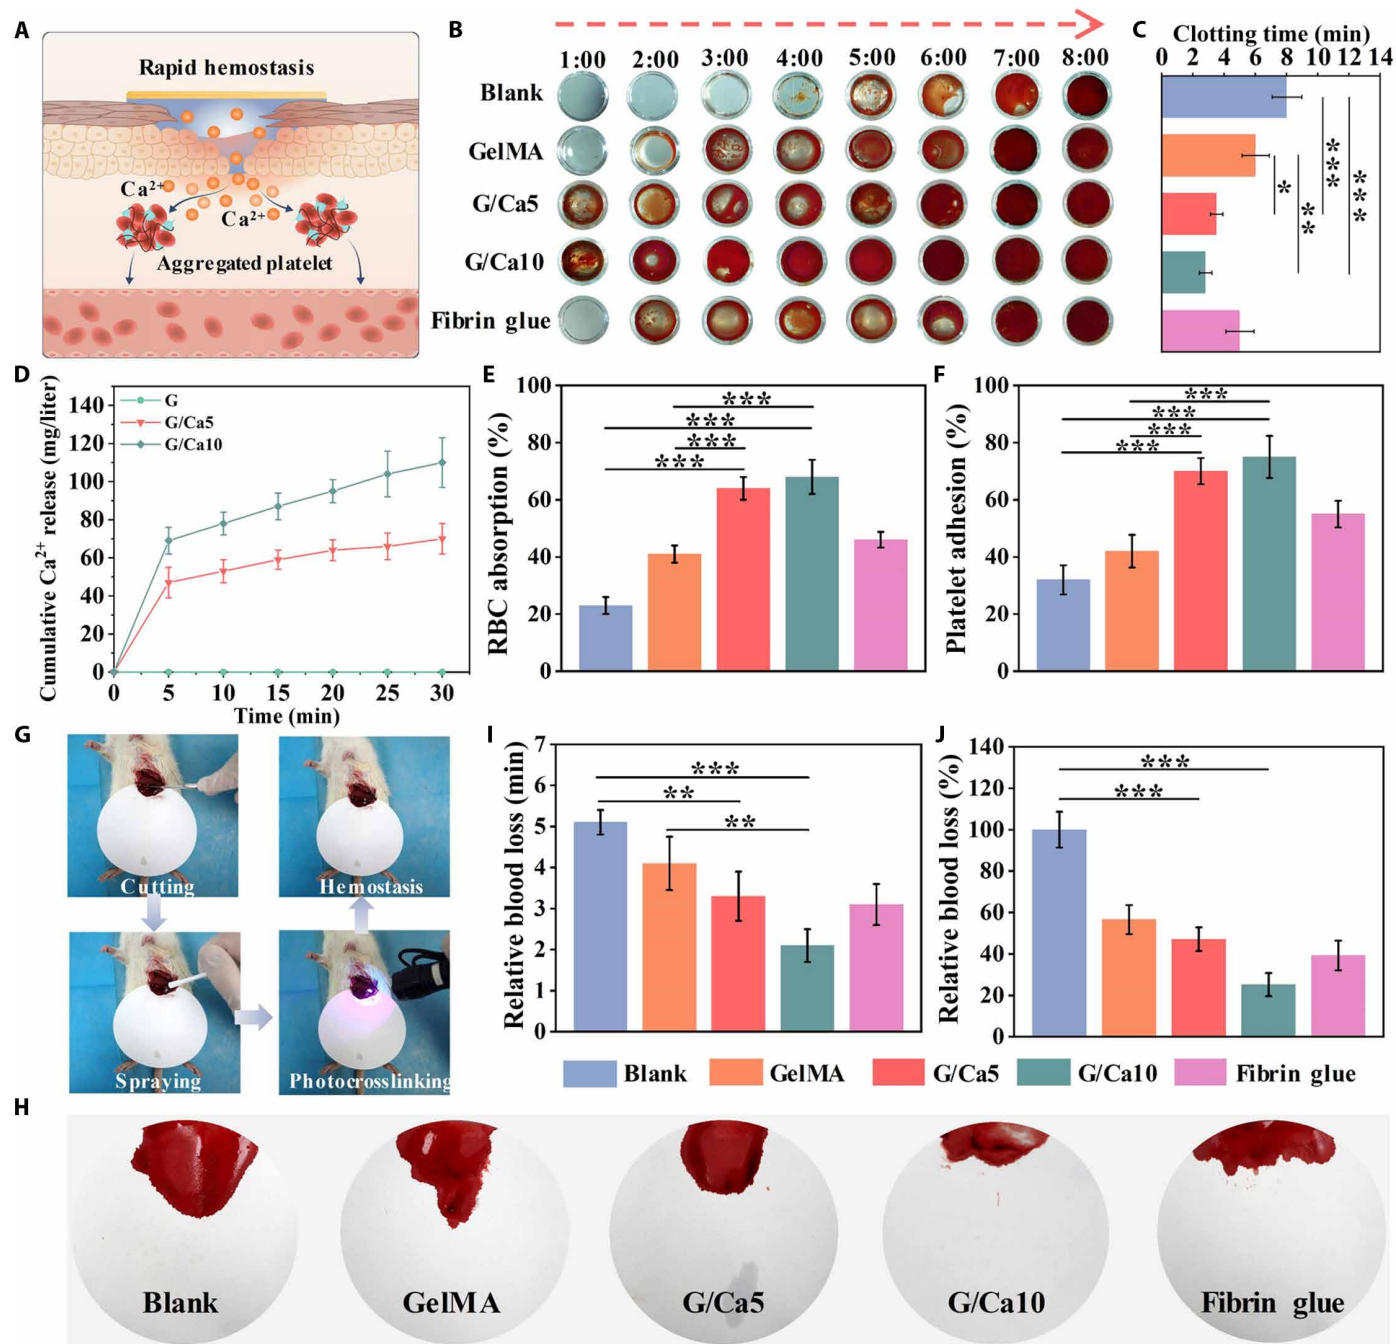 A
Rapid hemostasis
Ca2+
Ca2+
Aggregated platelet
B
1:00 2:00 3:00 4:00 5:00 6:00 7:00 8:00
Blank
GelMA
G/Ca5
G/Ca10
Fibrin glue
C
Clotting time (min)
0 2 4 6 8 10 12 14
*
**
***
***
D
Cumulative Ca2+ release (mg/liter)
140
120
100
80
60
40
20
0
G
G/Ca5
G/Ca10
0 5 10 15 20 25 30
Time (min)
E
RBC absorption (%)
100
80
60
40
20
0
***
***
***
***
F
Platelet adhesion (%)
100
80
60
40
20
0
***
***
***
***
G
Cutting
Hemostasis
Spraying
Photocrosslinking
I
Relative blood loss (min)
7
6
5
4
3
2
1
0
***
**
**
J
Relative blood loss (%)
140
120
100
80
60
40
20
0
***
***
Blank GelMA G/Ca5 G/Ca10 Fibrin glue
H
Blank GelMA G/Ca5 G/Ca10 Fibrin glue